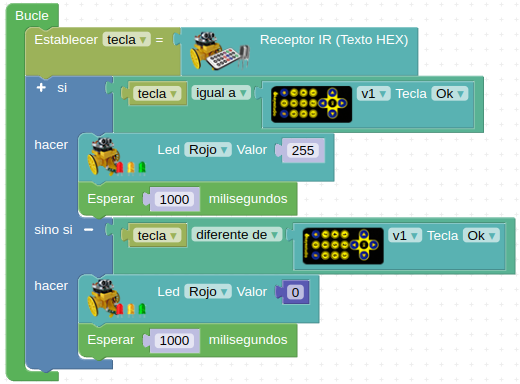 Bucle
Establecer tecla = Receptor IR (Texto HEX)
si tecla igual a v1 Tecla Ok
hacer Led Rojo Valor 255
Esperar 1000 milisegundos
sino si tecla diferente de v1 Tecla Ok
hacer Led Rojo Valor 0
Esperar 1000 milisegundos